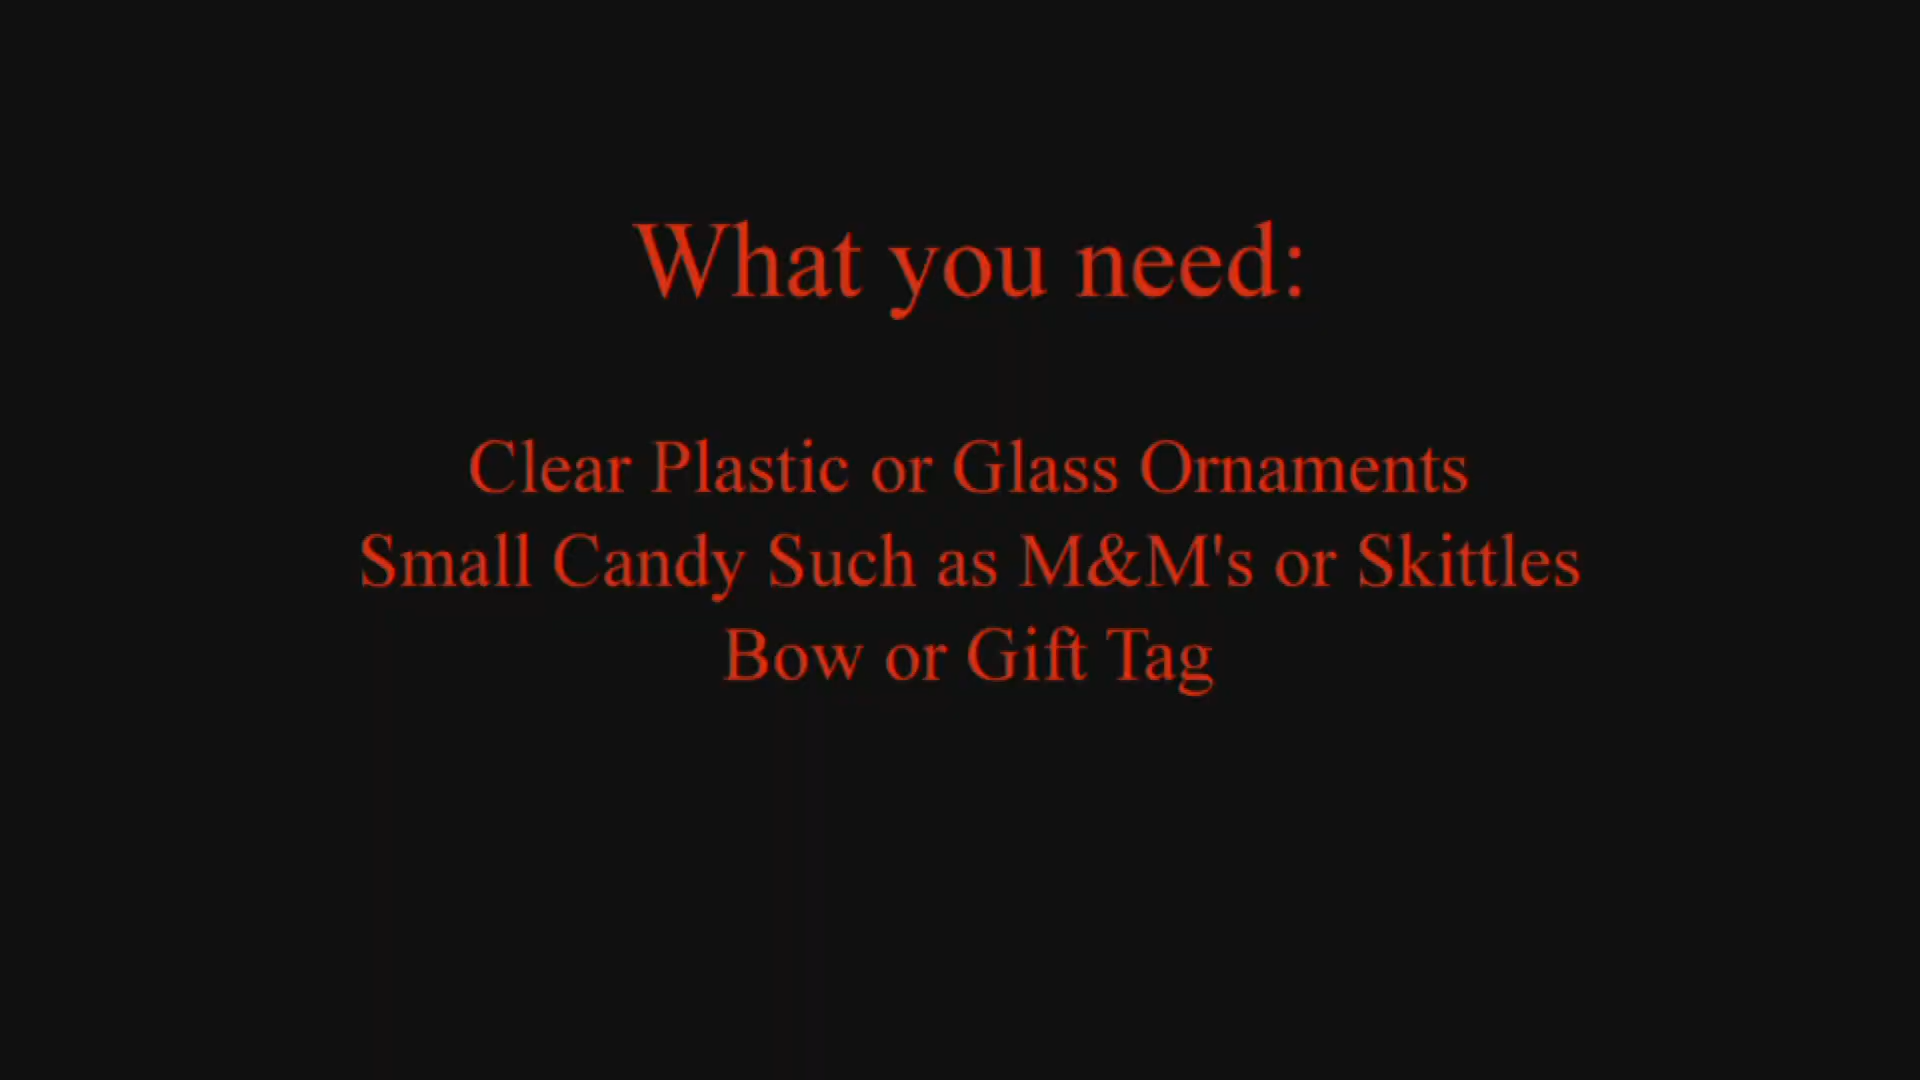 What you need:
Clear Plastic or Glass Ornaments
Small Candy Such as M&M's or Skittles
Bow or Gift Tag